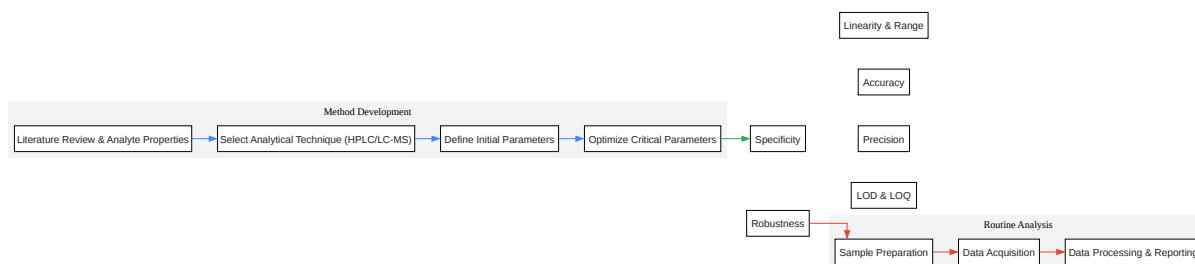 Linearity & Range
Accuracy
Method Development
Literature Review & Analyte Properties
Select Analytical Technique (HPLC/LC-MS)
Define Initial Parameters
Optimize Critical Parameters
Specificity
Precision
LOD & LOQ
Robustness
Routine Analysis
Sample Preparation
Data Acquisition
Data Processing & Reporting